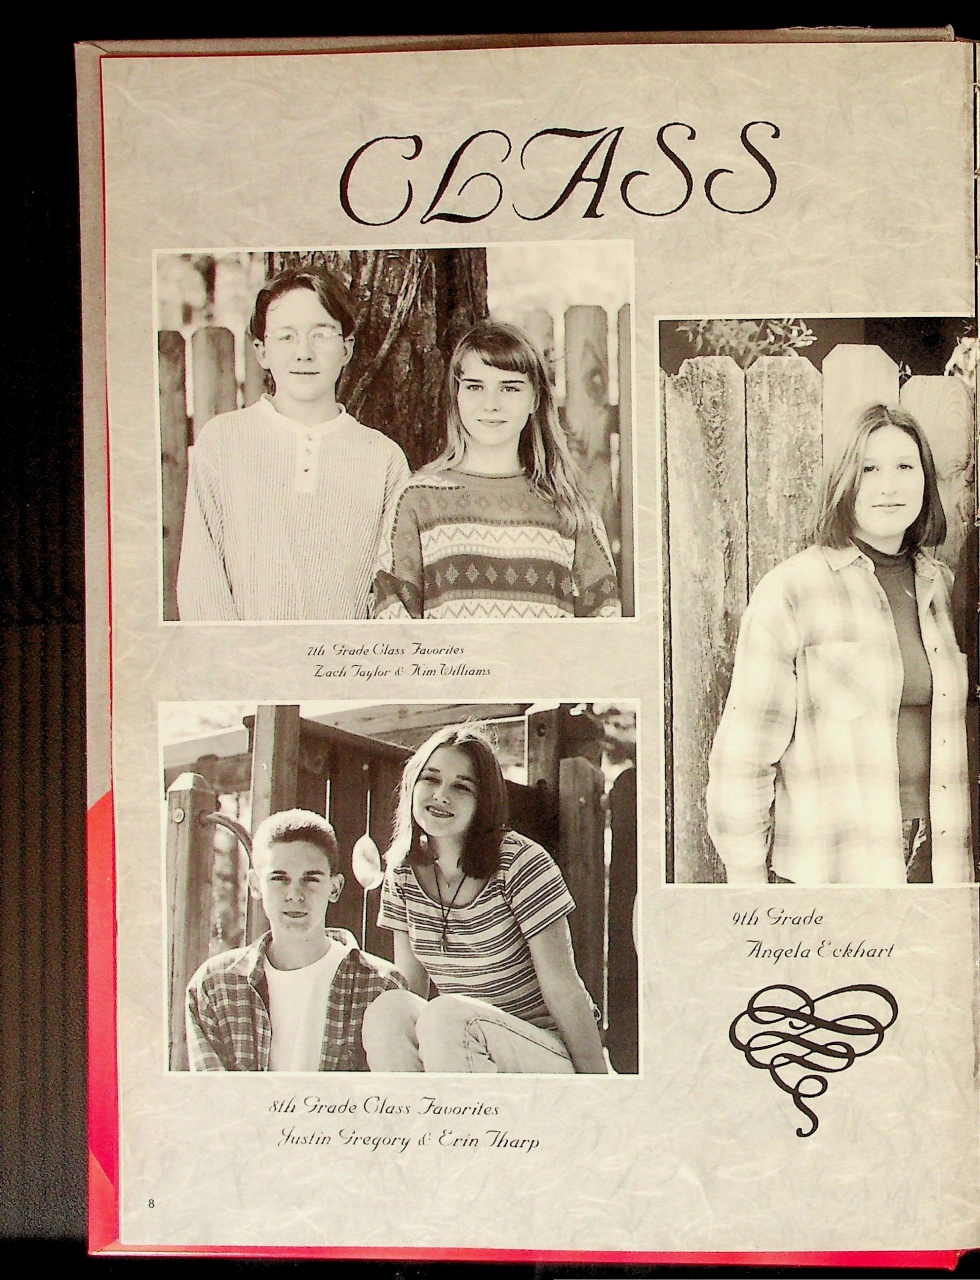 CLASS
7th Grade Class Favorites
Zach Taylor & Kim Williams
9th Grade
Angela Eckhart
8th Grade Class Favorites
Justin Gregory & Erin Tharp
8